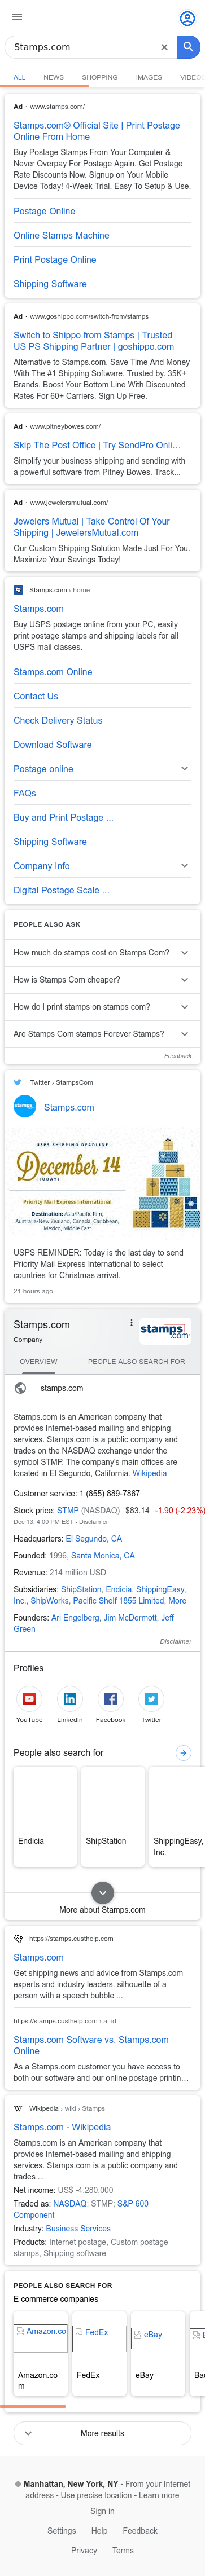 Stamps.com
ALL NEWS SHOPPING IMAGES VIDEOS
Ad · www.stamps.com/
Stamps.com® Official Site | Print Postage
Online From Home
Buy Postage Stamps From Your Computer &
Never Overpay For Postage Again. Get Postage
Rate Discounts Now. Signup on Your Mobile
Device Today! 4-Week Trial. Easy To Setup & Use.
Postage Online
Online Stamps Machine
Print Postage Online
Shipping Software
Ad · www.goshippo.com/switch-from/stamps
Switch to Shippo from Stamps | Trusted
US PS Shipping Partner | goshippo.com
Alternative to Stamps.com. Save Time And Money
With The #1 Shipping Software. Trusted by. 35K+
Brands. Boost Your Bottom Line With Discounted
Rates For 60+ Carriers. Sign Up Free.
Ad · www.pitneybowes.com/
Skip The Post Office | Try SendPro Onli...
Simplify your business shipping and sending with
a powerful software from Pitney Bowes. Track...
Ad · www.jewelersmutual.com/
Jewelers Mutual | Take Control Of Your
Shipping | JewelersMutual.com
Our Custom Shipping Solution Made Just For You.
Maximize Your Savings Today!
Stamps.com › home
Stamps.com
Buy USPS postage online from your PC, easily
print postage stamps and shipping labels for all
USPS mail classes.
Stamps.com Online
Contact Us
Check Delivery Status
Download Software
Postage online
FAQs
Buy and Print Postage ...
Shipping Software
Company Info
Digital Postage Scale ...
PEOPLE ALSO ASK
How much do stamps cost on Stamps Com?
How is Stamps Com cheaper?
How do I print stamps on stamps com?
Are Stamps Com stamps Forever Stamps?
Feedback
Twitter › StampsCom
stamps
Stamps.com
USPS SHIPPING DEADLINE
December 14
Priority Mail Express International
Destination: Asia/Pacific Rim,
Australia/New Zealand, Canada, Caribbean,
Mexico, Middle East
USPS REMINDER: Today is the last day to send
Priority Mail Express International to select
countries for Christmas arrival.
21 hours ago
Stamps.com
Company
stamps.com
OVERVIEW PEOPLE ALSO SEARCH FOR
stamps.com
Stamps.com is an American company that
provides Internet-based mailing and shipping
services. Stamps.com is a public company and
trades on the NASDAQ exchange under the
symbol STMP. The company's main offices are
located in El Segundo, California. Wikipedia
Customer service: 1 (855) 889-7867
Stock price: STMP (NASDAQ) $83.14 -1.90 (-2.23%)
Dec 13, 4:00 PM EST - Disclaimer
Headquarters: El Segundo, CA
Founded: 1996, Santa Monica, CA
Revenue: 214 million USD
Subsidiaries: ShipStation, Endicia, ShippingEasy,
Inc., ShipWorks, Pacific Shelf 1855 Limited, More
Founders: Ari Engelberg, Jim McDermott, Jeff
Green
Disclaimer
Profiles
YouTube LinkedIn Facebook Twitter
People also search for
Endicia ShipStation ShippingEasy,
Inc.
More about Stamps.com
https://stamps.custhelp.com
Stamps.com
Get shipping news and advice from Stamps.com
experts and industry leaders. silhouette of a
person with a speech bubble ...
https://stamps.custhelp.com › a_id
Stamps.com Software vs. Stamps.com
Online
As a Stamps.com customer you have access to
both our software and our online postage printin...
Wikipedia › wiki › Stamps
Stamps.com - Wikipedia
Stamps.com is an American company that
provides Internet-based mailing and shipping
services. Stamps.com is a public company and
trades ...
Net income: US$ -4,280,000
Traded as: NASDAQ: STMP; S&P 600
Component
Industry: Business Services
Products: Internet postage, Custom postage
stamps, Shipping software
PEOPLE ALSO SEARCH FOR
E commerce companies
Amazon.co FedEx eBay
Amazon.co
m
FedEx eBay
More results
Manhattan, New York, NY - From your Internet
address - Use precise location - Learn more
Sign in
Settings Help Feedback
Privacy Terms